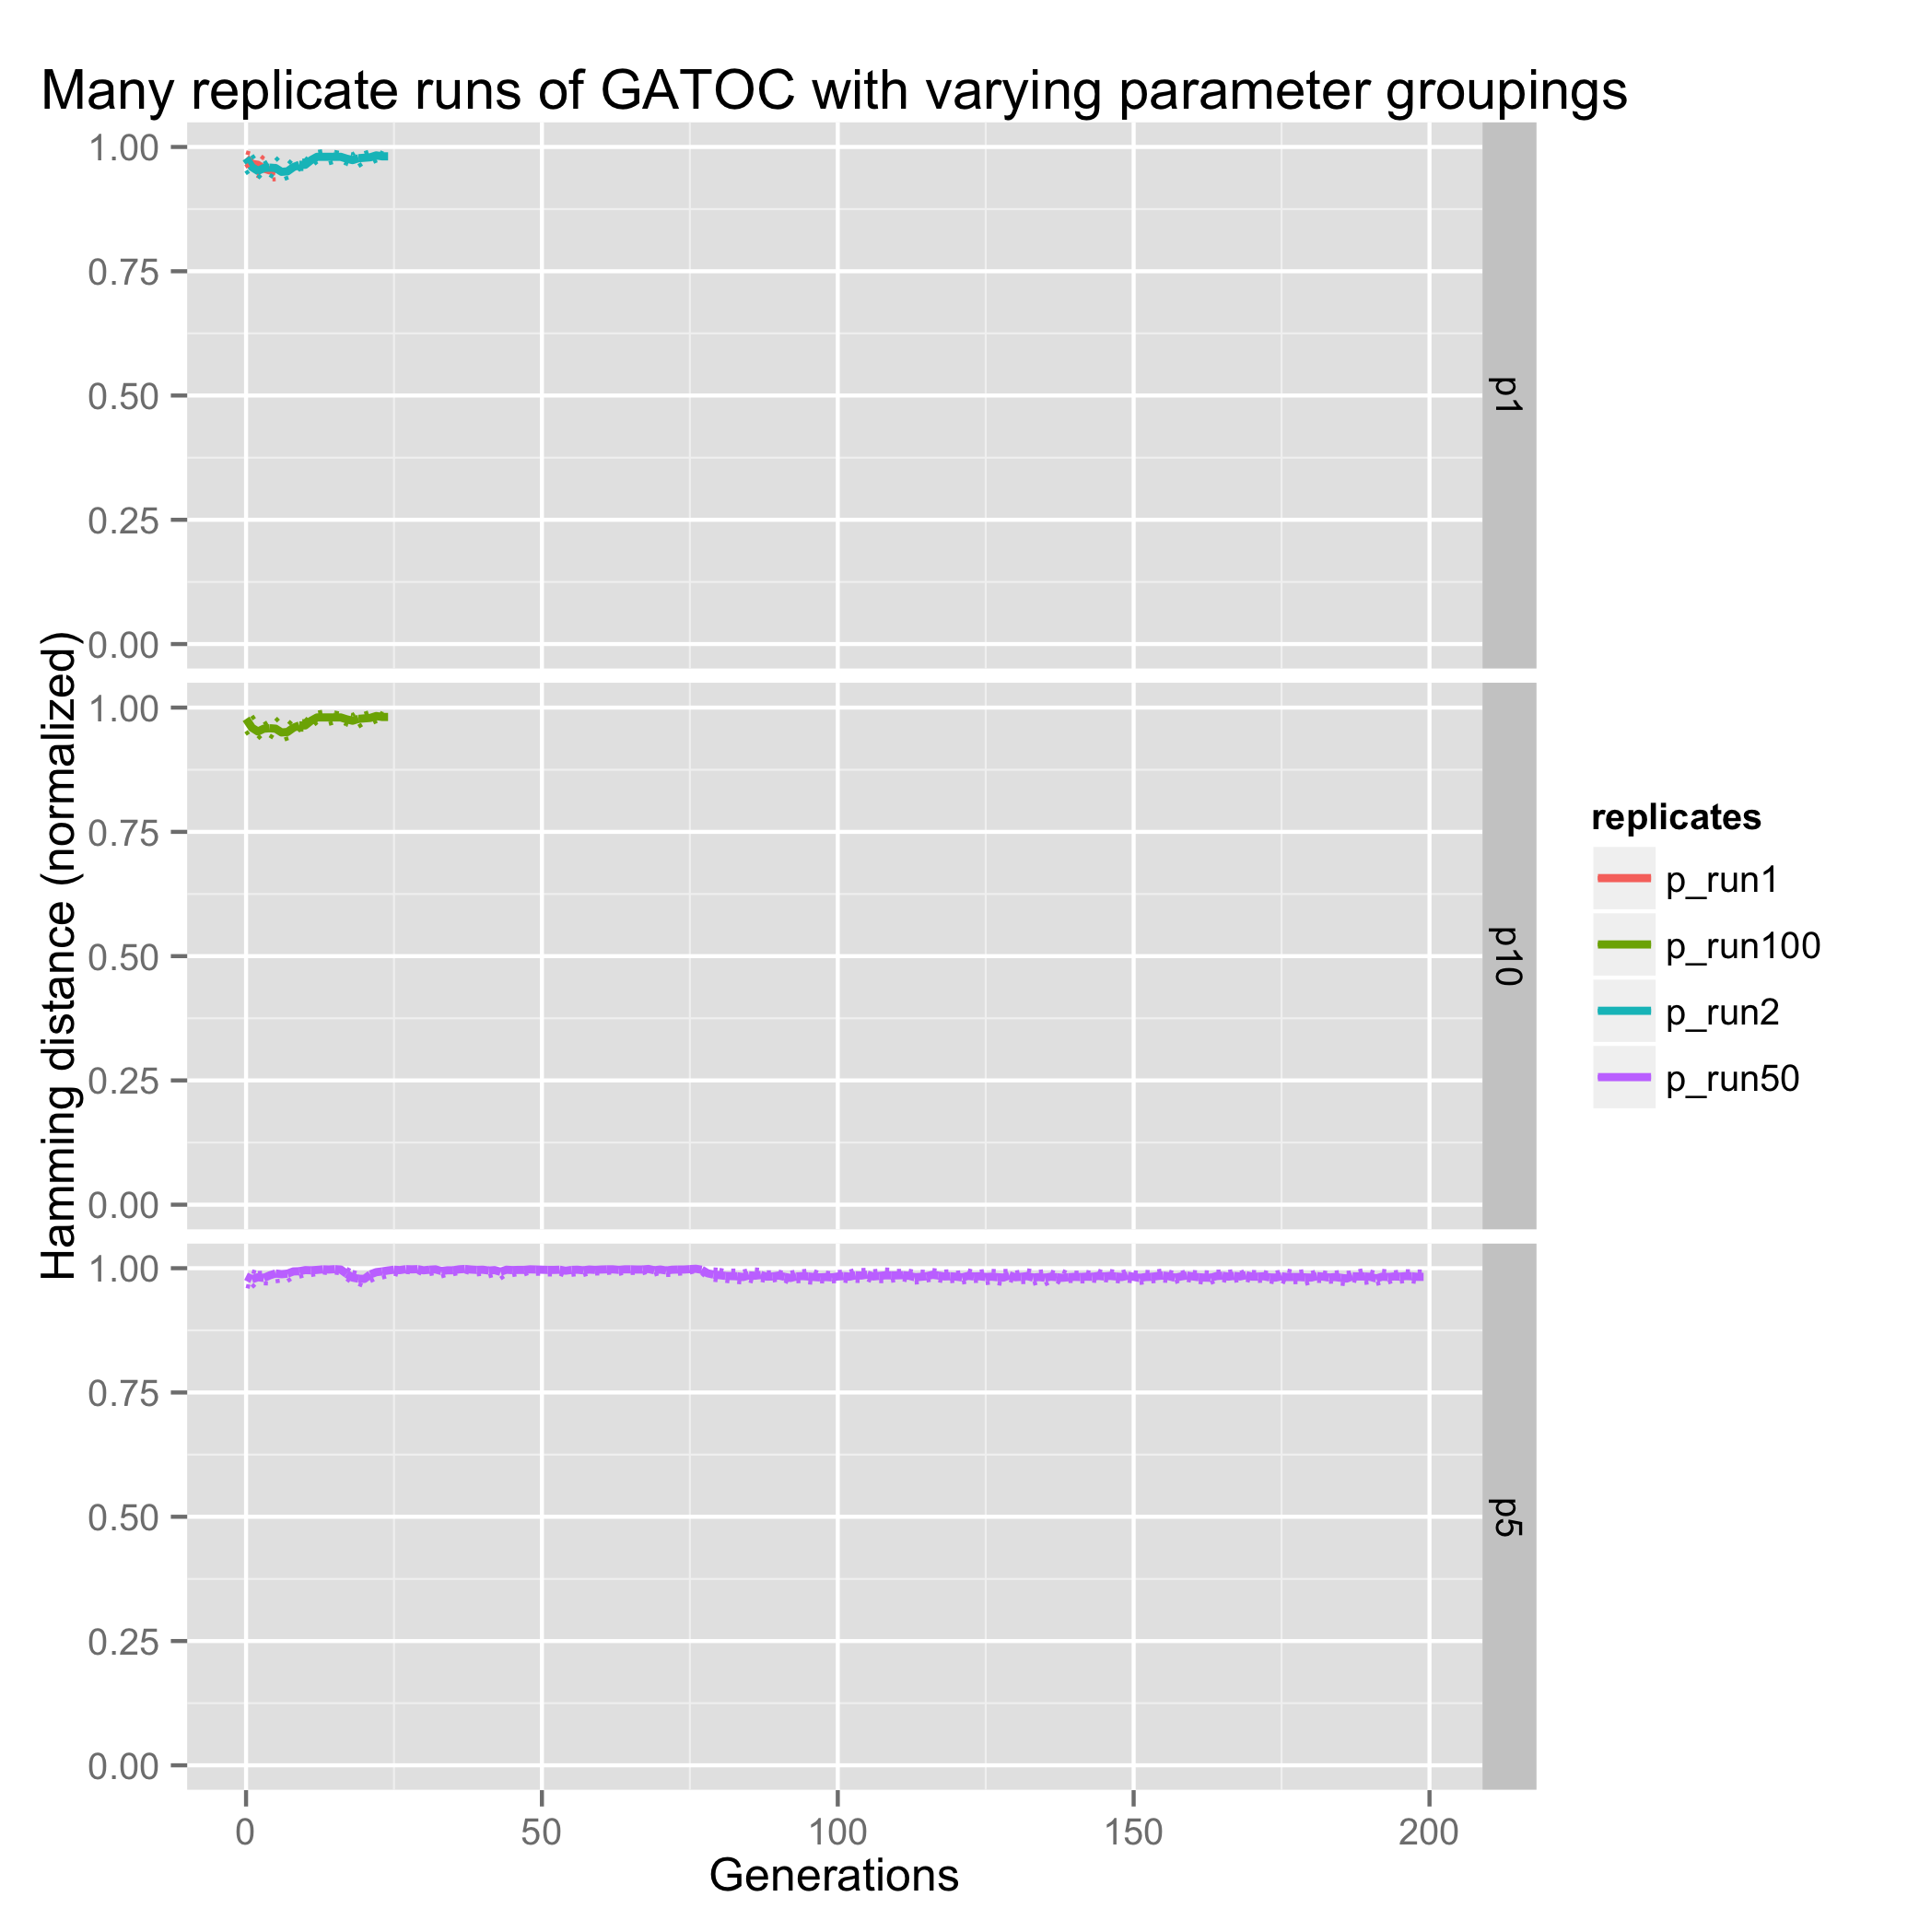 Many replicate runs of GATOC with varying parameter groupings
Hamming distance (normalized)
1.00
0.75
0.50
0.25
0.00
p1
1.00
0.75
0.50
0.25
0.00
p10
1.00
0.75
0.50
0.25
0.00
p5
0 50 100 150 200
Generations
replicates
p_run1
p_run100
p_run2
p_run50